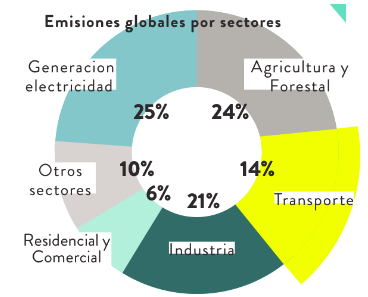 Emisiones globales por sectores
Generacion
electricidad
Agricultura y
Forestal
25%
24%
Otros
sectores
10%
14%
Transporte
6%
21%
Residencial y
Comercial
Industria